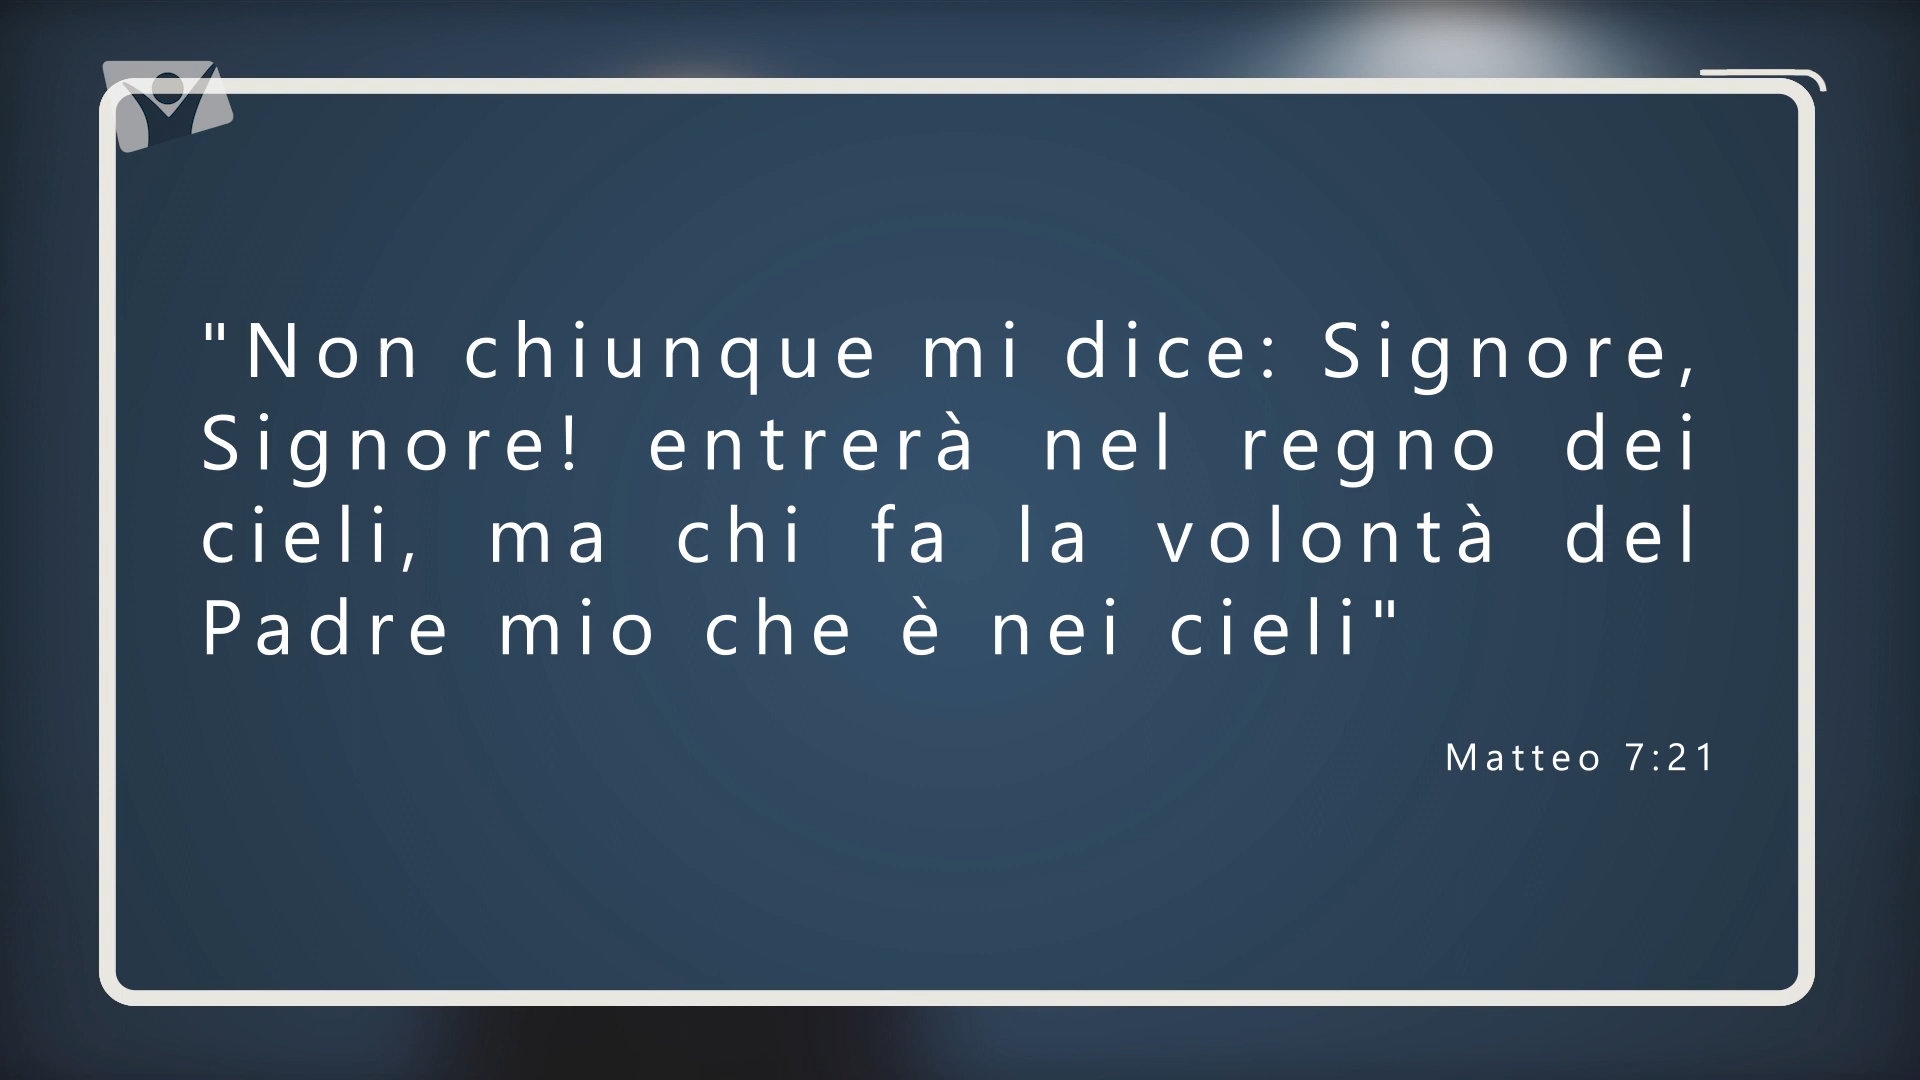 "Non chiunque mi dice: Signore,
Signore! entrerà nel regno dei
cieli, ma chi fa la volontà del
Padre mio che è nei cieli"
Matteo 7:21